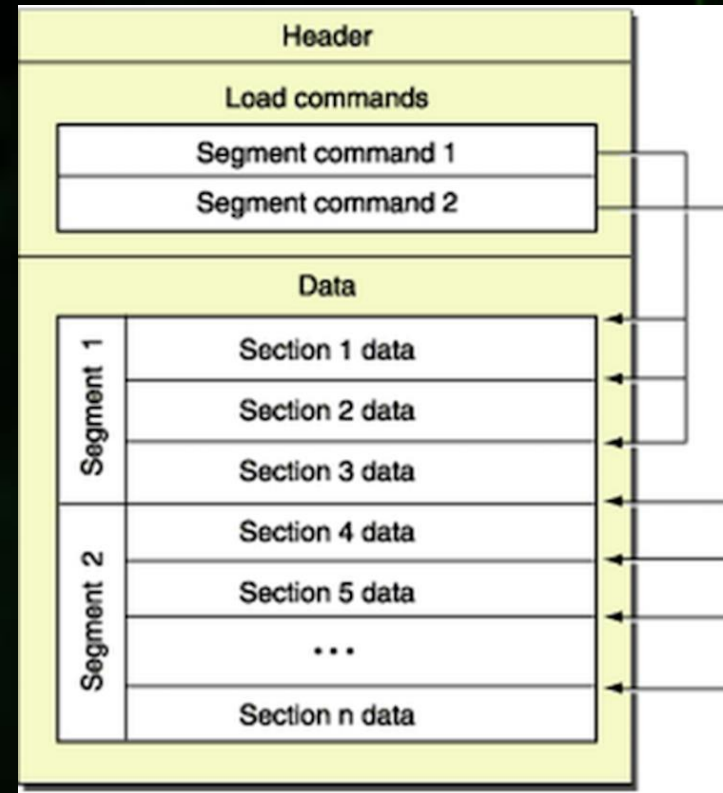 Header
Load commands
Segment command 1
Segment command 2
Data
Segment 1
Section 1 data
Section 2 data
Section 3 data
Segment 2
Section 4 data
Section 5 data
...
Section n data